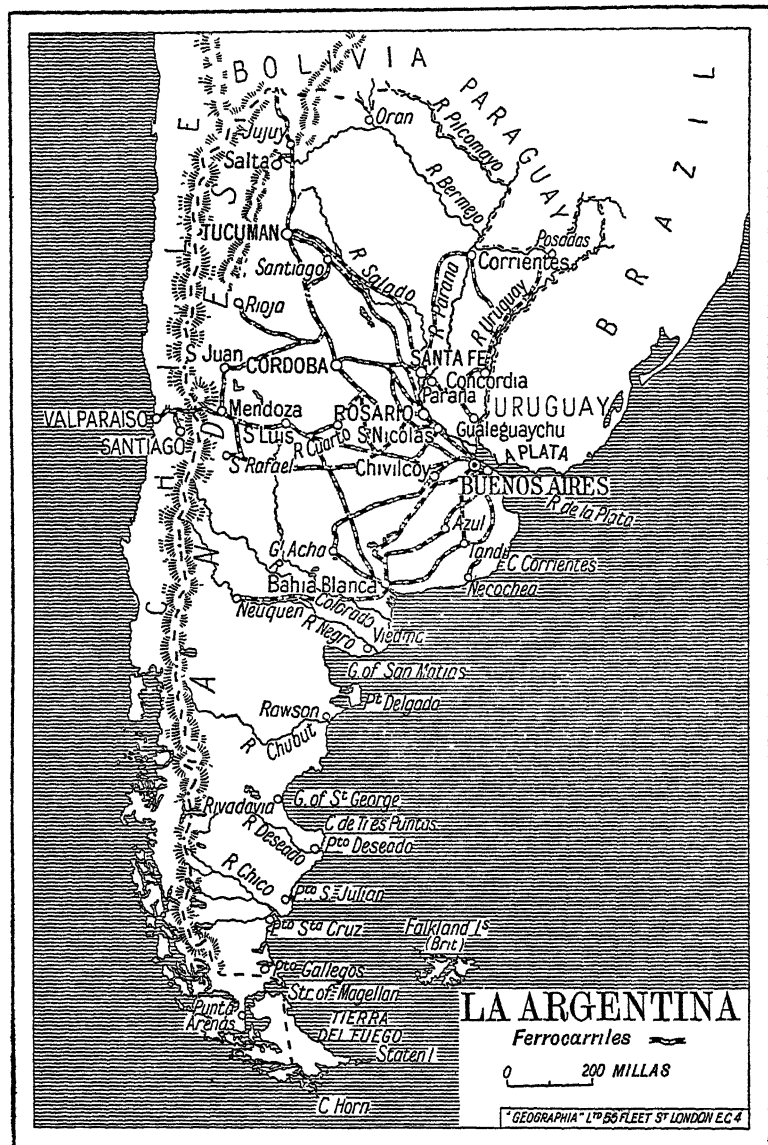 BOLIVIA
PARAGUAY
BRAZIL
CHILE
ANDES
Oran
R Pilcomayo
Jujuy
Salta
R Bermejo
TUCUMAN
Santiago
R Salado
Posadas
Corrientes
R Parana
R Uruguay
Rioja
S Juan
CORDOBA
SANTA FE
Concordia
Parana
VALPARAISO
Mendoza
ROSARIO
URUGUAY
SANTIAGO
S Luis
R Cuarto
S Nicolas
Gualeguaychu
S Rafael
Chivilcoy
A PLATA
BUENOS AIRES
R de la Plata
Azul
G. Acha
Tandil
C Corrientes
Bahia Blanca
Necochea
Neuquen
Colorado
R Negro
Viedma
G. of San Matias
Pt Delgado
Rawson
R Chubut
Rivadavia
G. of St George
C de Tres Puntas
R Deseado
Pto Deseado
R Chico
Pto S. Julian
Pta Sta Cruz
Falkland Is
(Brit)
Pto Gallegos
Str. of Magellan
Punta
Arenas
TIERRA
DEL FUEGO
Staten I
C Horn
LA ARGENTINA
Ferrocarriles
0 200 MILLAS
"GEOGRAPHIA" LTD 55 FLEET ST LONDON E.C 4